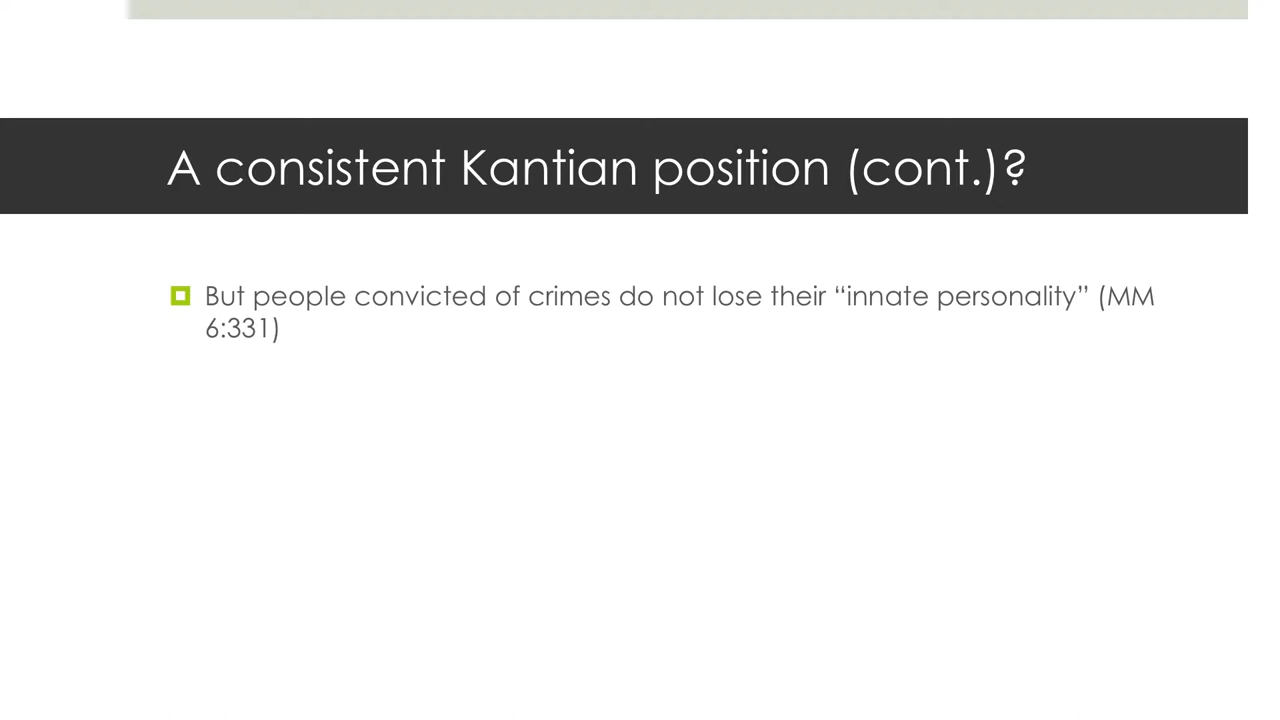 A consistent Kantian position (cont.)?
But people convicted of crimes do not lose their “innate personality” (MM
6:331)